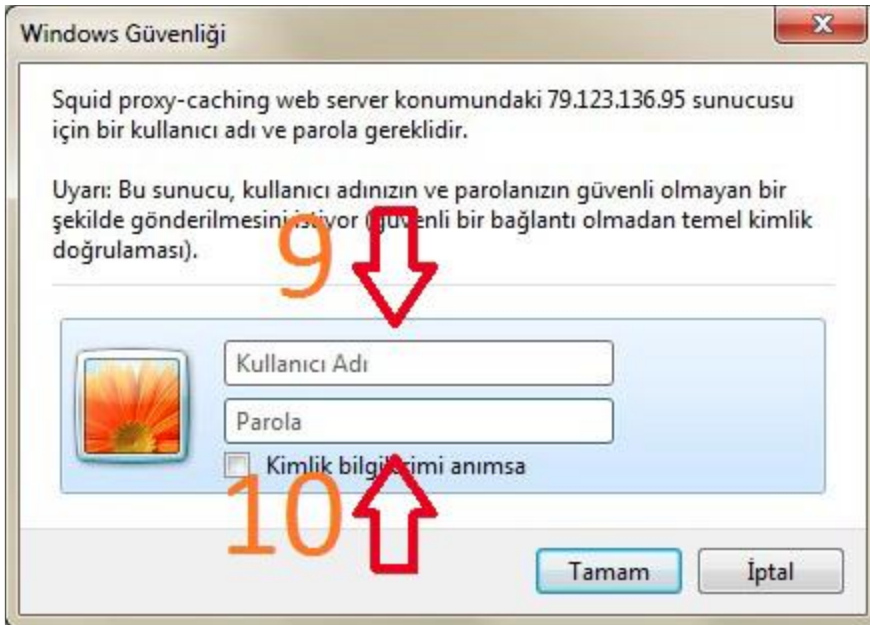 Windows Güvenliği
Squid proxy-caching web server konumundaki 79.123.136.95 sunucusu
için bir kullanıcı adı ve parola gereklidir.
Uyarı: Bu sunucu, kullanıcı adınızın ve parolanızın güvenli olmayan bir
şekilde gönderilmesini istiyor (güvenli bir bağlantı olmadan temel kimlik
doğrulaması).
9
Kullanıcı Adı
Parola
Kimlik bilgilerimi anımsa
10
Tamam
İptal